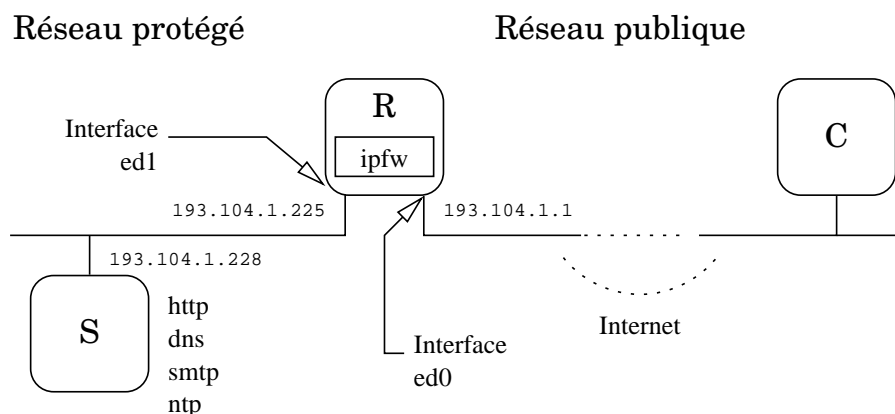 Réseau protégé
Réseau publique
R
C
Interface
ed1
ipfw
193.104.1.225
193.104.1.1
193.104.1.228
S
http
dns
smtp
ntp
Internet
Interface
ed0